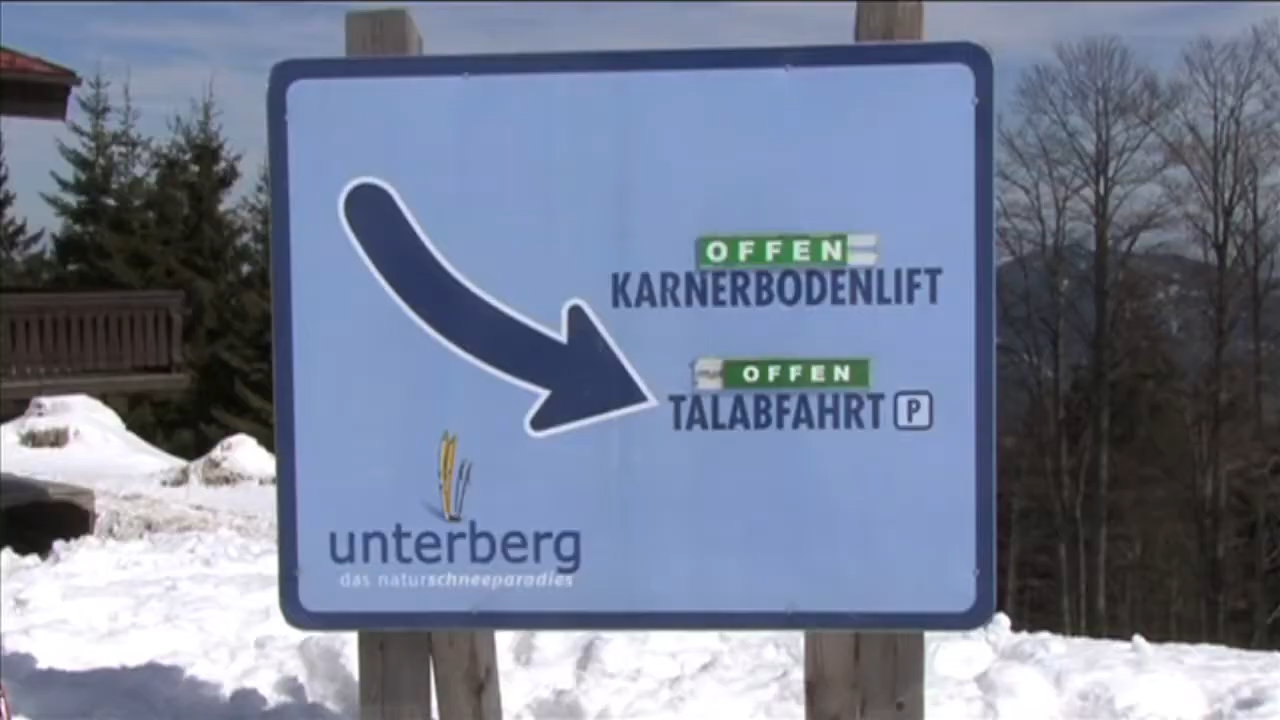 OFFEN
KARNERBODENLIFT
OFFEN
TALABFAHRT P
unterberg
das naturschneeparadies